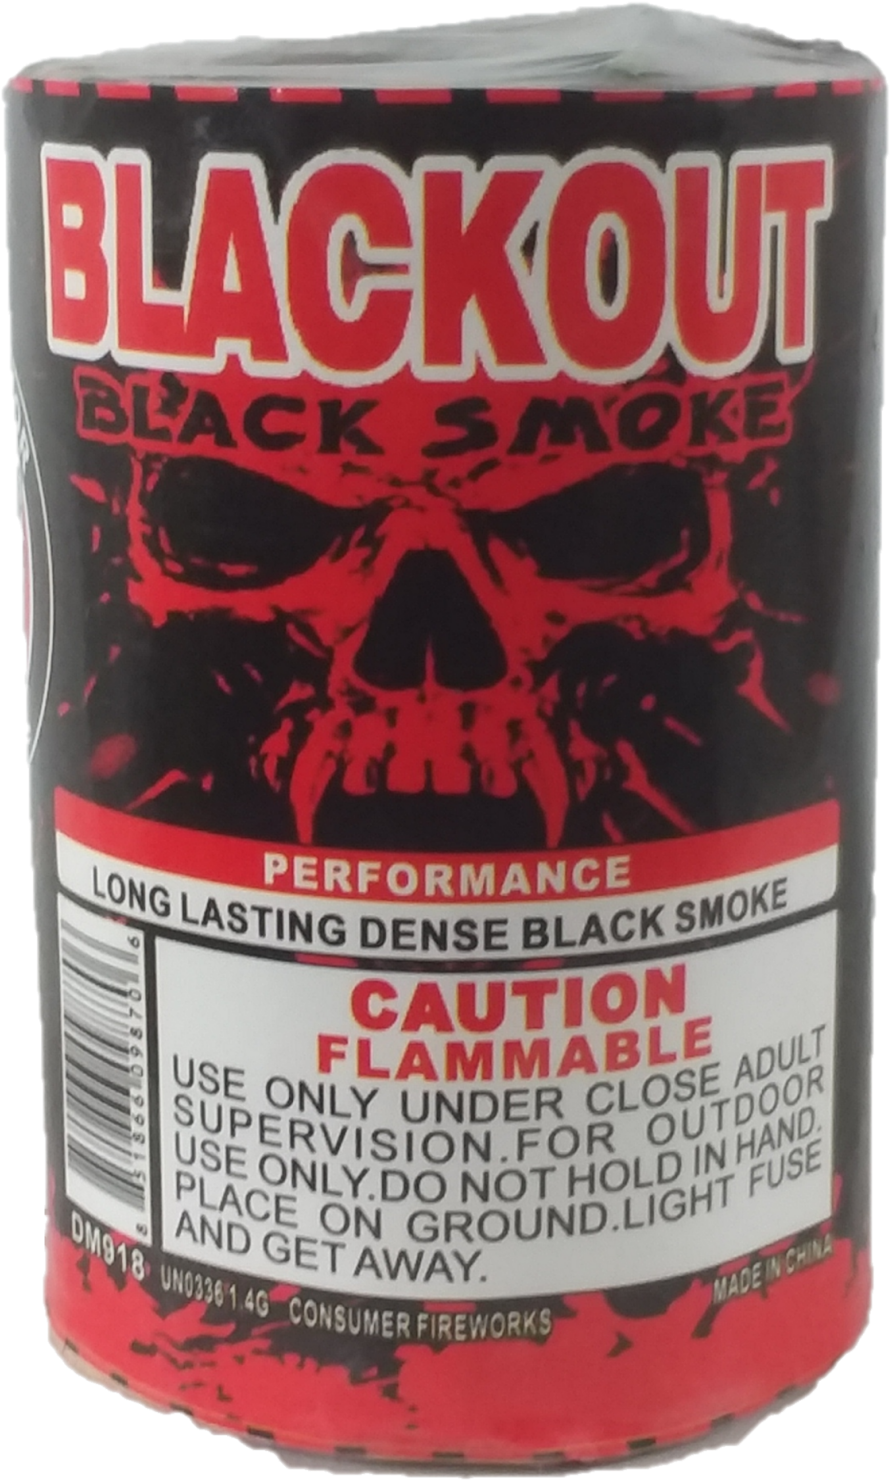 BLACKOUT
BLACK SMOKE
PERFORMANCE
LONG LASTING DENSE BLACK SMOKE
CAUTION
FLAMMABLE
USE ONLY UNDER CLOSE ADULT
SUPERVISION.FOR OUTDOOR
USE ONLY.DO NOT HOLD IN HAND.
PLACE ON GROUND.LIGHT FUSE
AND GET AWAY.
DM918
UN0336 1.4G CONSUMER FIREWORKS
MADE IN CHINA